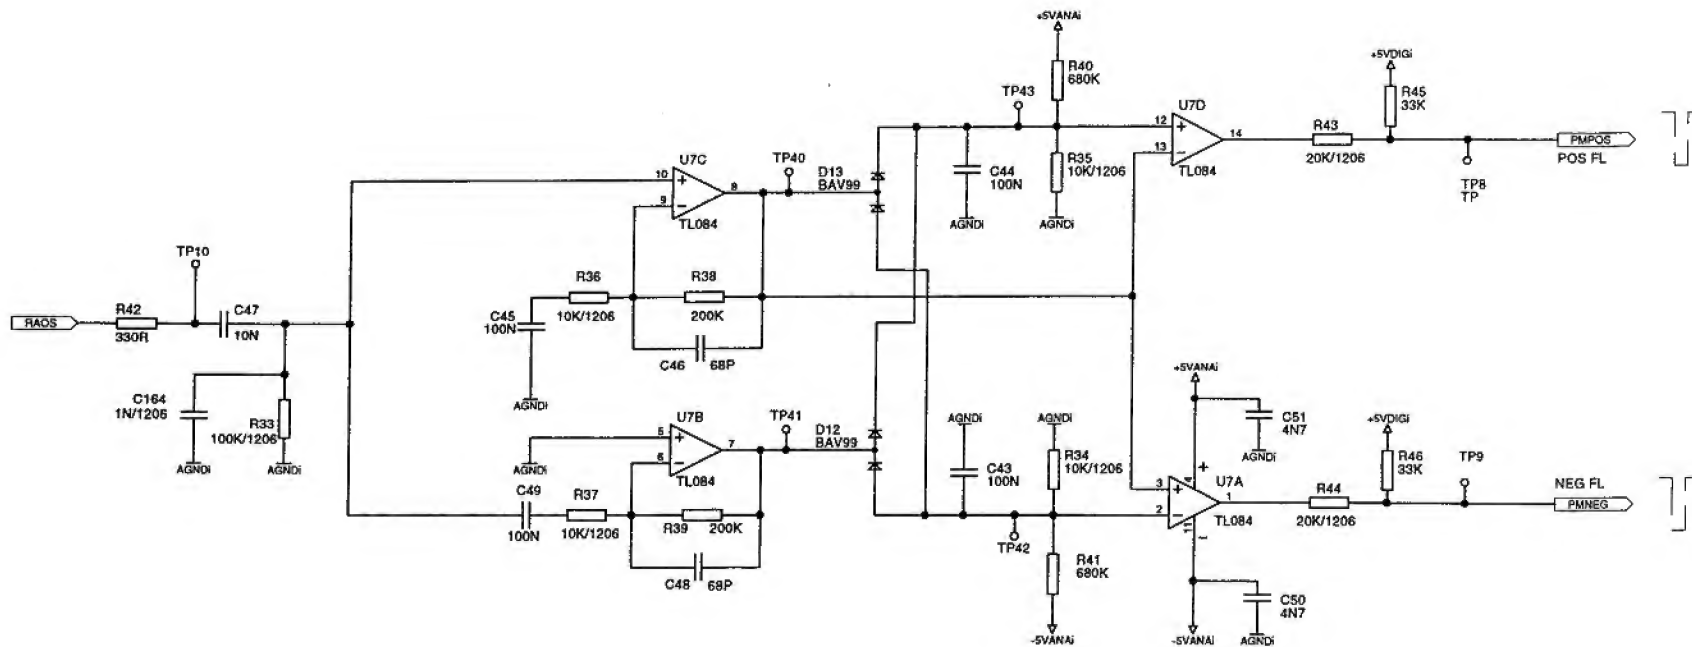 +5VANAi
R40
680K
TP43
U7D
12
13
14
TL084
+5VDIGi
R45
33K
R43
20K/1206
PMPOS
POS FL
TP8
TP
U7C
TP40
D13
BAV99
10
9
8
TL084
C44
100N
AGNDi
R35
10K/1206
AGNDi
TP10
R42
330R
RAOS
C47
10N
R36
10K/1206
R38
200K
C45
100N
C46
68P
AGNDi
C164
1N/1206
AGNDi
R33
100K/1206
AGNDi
U7B
TP41
D12
BAV99
5
6
7
TL084
AGNDi
C49
100N
R37
10K/1206
R39
200K
C48
68P
AGNDi
C43
100N
AGNDi
R34
10K/1206
TP42
R41
680K
-5VANAi
+5VANAi
C51
4N7
AGNDi
4
+
3
2
U7A
1
TL084
11
-5VANAi
C50
4N7
AGNDi
+5VDIGi
R46
33K
R44
20K/1206
TP9
NEG FL
PMNEG